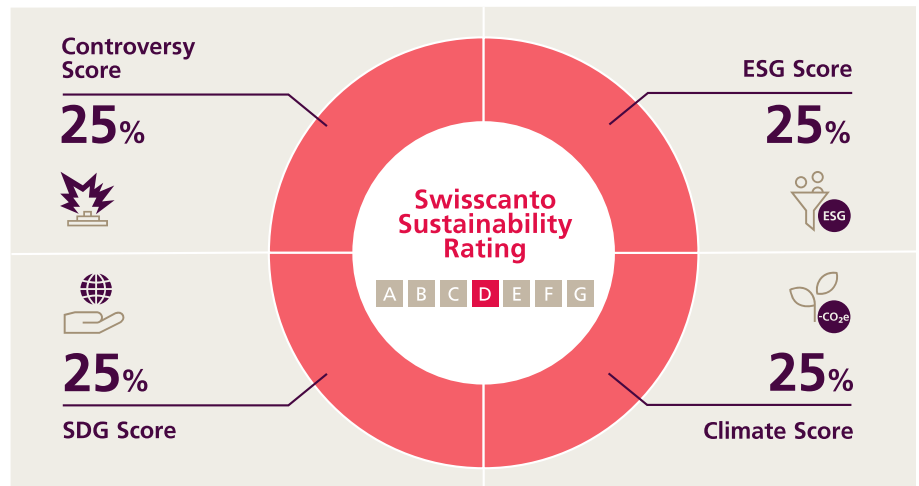 Controversy
Score
25%
ESG Score
25%
ESG
Swisscanto
Sustainability
Rating
A B C D E F G
25%
SDG Score
-CO₂e
25%
Climate Score